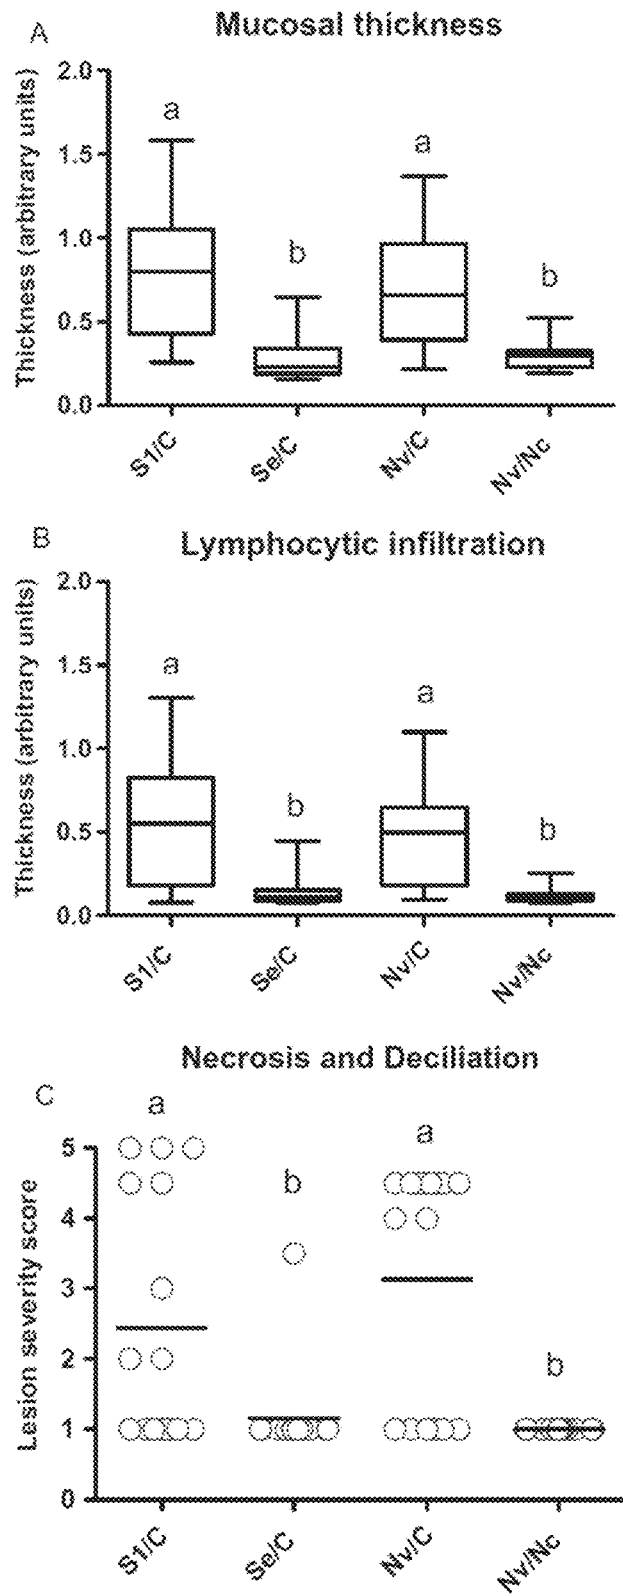 A
Mucosal thickness
Thickness (arbitrary units)
2.0
1.5
1.0
0.5
0.0
a
b
a
b
S1/C
Se/C
Nv/C
Nv/Nc
B
Lymphocytic infiltration
Thickness (arbitrary units)
2.0
1.5
1.0
0.5
0.0
a
b
a
b
S1/C
Se/C
Nv/C
Nv/Nc
Necrosis and Deciliation
C
Lesion severity score
5
4
3
2
1
0
a
b
a
b
S1/C
Se/C
Nv/C
Nv/Nc